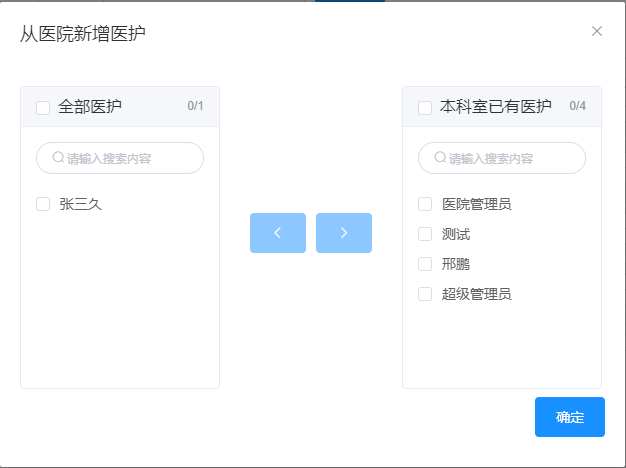 从医院新增医护
全部医护 0/1
请输入搜索内容
张三久
本科室已有医护 0/4
请输入搜索内容
医院管理员
测试
邢鹏
超级管理员
确定